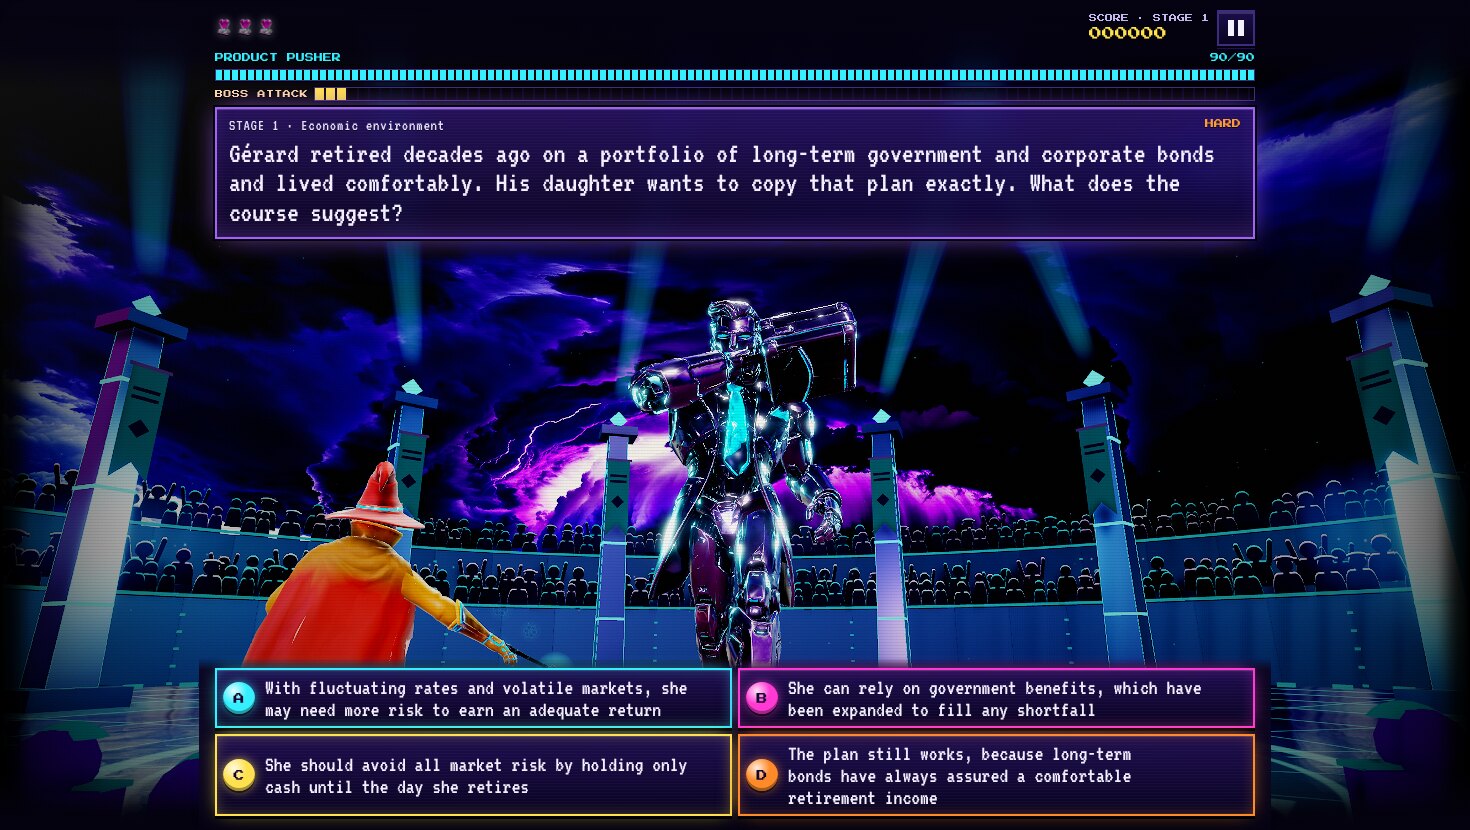 SCORE · STAGE 1
000000
PRODUCT PUSHER
90/90
BOSS ATTACK
STAGE 1 · Economic environment
HARD
Gérard retired decades ago on a portfolio of long-term government and corporate bonds
and lived comfortably. His daughter wants to copy that plan exactly. What does the
course suggest?
A
With fluctuating rates and volatile markets, she
may need more risk to earn an adequate return
B
She can rely on government benefits, which have
been expanded to fill any shortfall
C
She should avoid all market risk by holding only
cash until the day she retires
D
The plan still works, because long-term
bonds have always assured a comfortable
retirement income